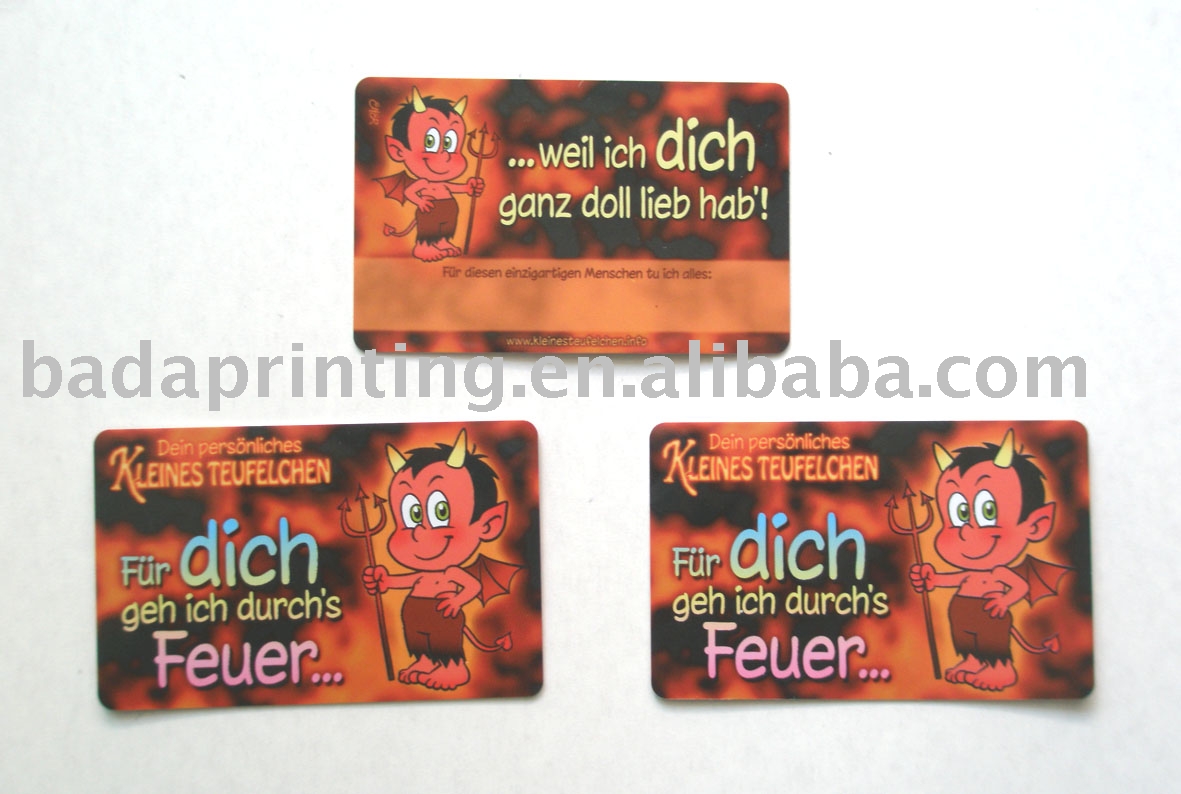 ...weil ich dich
ganz doll lieb hab'!
Für diesen einzigartigen Menschen tu ich alles:
www.kleinesteufelchen.info
badaprinting.en.alibaba.com
Dein persönliches
KLEINES TEUFELCHEN
Für dich
geh ich durch's
Feuer...
Dein persönliches
KLEINES TEUFELCHEN
Für dich
geh ich durch's
Feuer...